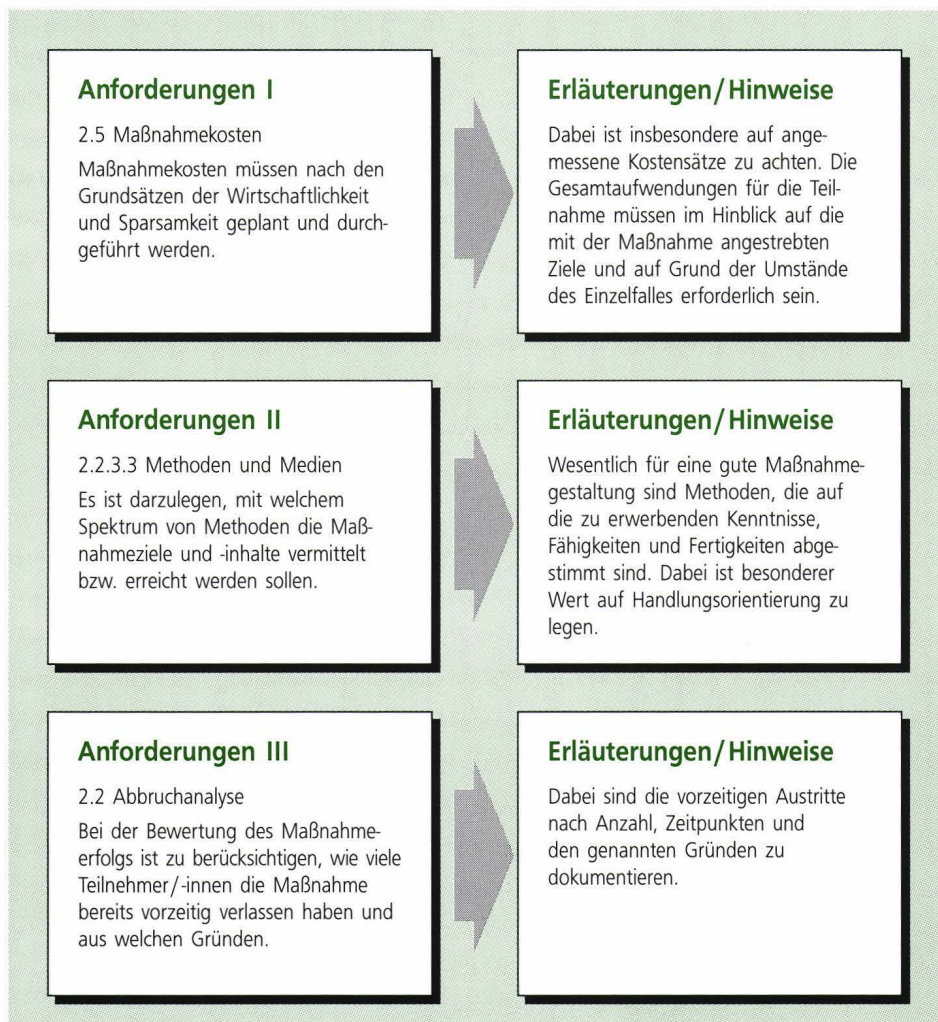 Anforderungen I
2.5 Maßnahmekosten
Maßnahmekosten müssen nach den
Grundsätzen der Wirtschaftlichkeit
und Sparsamkeit geplant und durch-
geführt werden.
Erläuterungen/Hinweise
Dabei ist insbesondere auf ange-
messene Kostensätze zu achten. Die
Gesamtaufwendungen für die Teil-
nahme müssen im Hinblick auf die
mit der Maßnahme angestrebten
Ziele und auf Grund der Umstände
des Einzelfalles erforderlich sein.
Anforderungen II
2.2.3.3 Methoden und Medien
Es ist darzulegen, mit welchem
Spektrum von Methoden die Maß-
nahmeziele und -inhalte vermittelt
bzw. erreicht werden sollen.
Erläuterungen/Hinweise
Wesentlich für eine gute Maßnahme-
gestaltung sind Methoden, die auf
die zu erwerbenden Kenntnisse,
Fähigkeiten und Fertigkeiten abge-
stimmt sind. Dabei ist besonderer
Wert auf Handlungsorientierung zu
legen.
Anforderungen III
2.2 Abbruchanalyse
Bei der Bewertung des Maßnahme-
erfolgs ist zu berücksichtigen, wie viele
Teilnehmer/-innen die Maßnahme
bereits vorzeitig verlassen haben und
aus welchen Gründen.
Erläuterungen/Hinweise
Dabei sind die vorzeitigen Austritte
nach Anzahl, Zeitpunkten und
den genannten Gründen zu
dokumentieren.